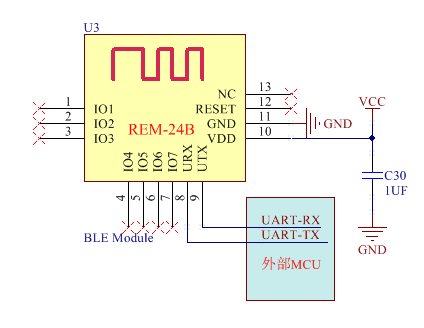 U3
NC
13
RESET
12
GND
11
VDD
10
1
IO1
2
IO2
3
IO3
REM-24B
IO4
IO5
IO6
IO7
URX
UTX
4
5
6
7
8
9
BLE Module
GND
VCC
C30
1UF
GND
UART-RX
UART-TX
外部MCU